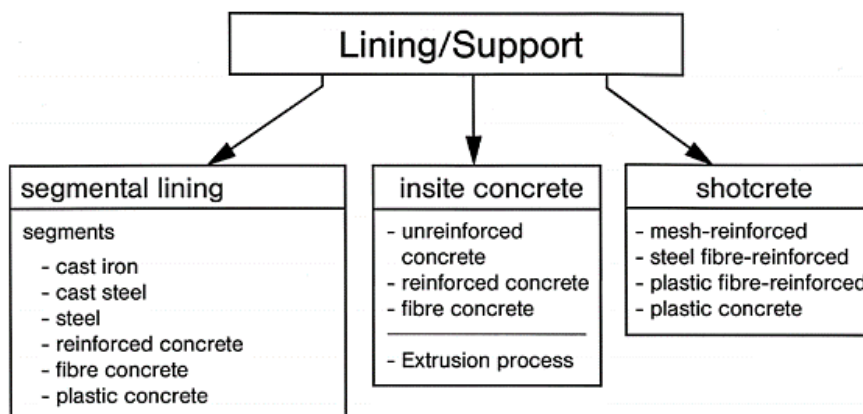 Lining/Support
segmental lining
segments
- cast iron
- cast steel
- steel
- reinforced concrete
- fibre concrete
- plastic concrete
insite concrete
- unreinforced
concrete
- reinforced concrete
- fibre concrete
- Extrusion process
shotcrete
- mesh-reinforced
- steel fibre-reinforced
- plastic fibre-reinforced
- plastic concrete